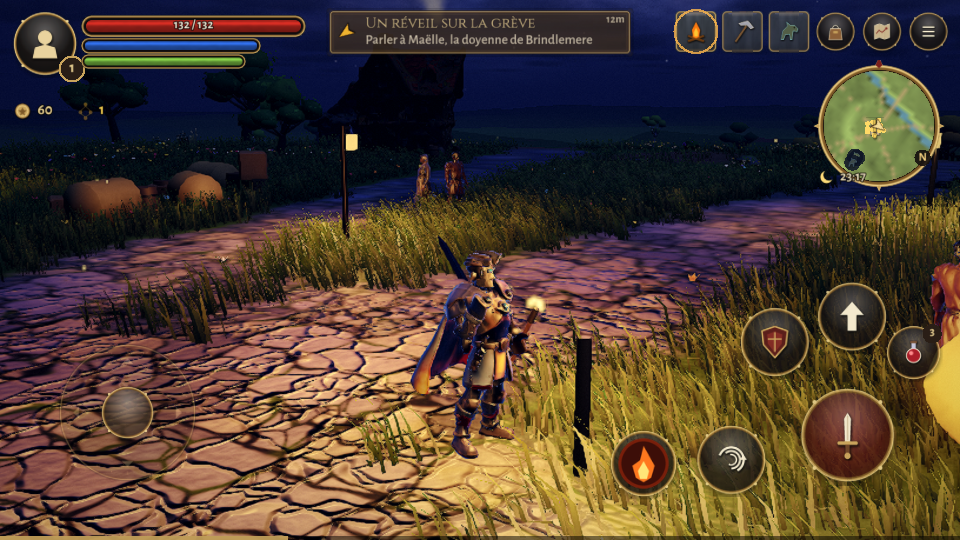 132/132
UN RÉVEIL SUR LA GRÈVE
12m
Parler à Maëlle, la doyenne de Brindlemere
1
60
1
N
23:17
3